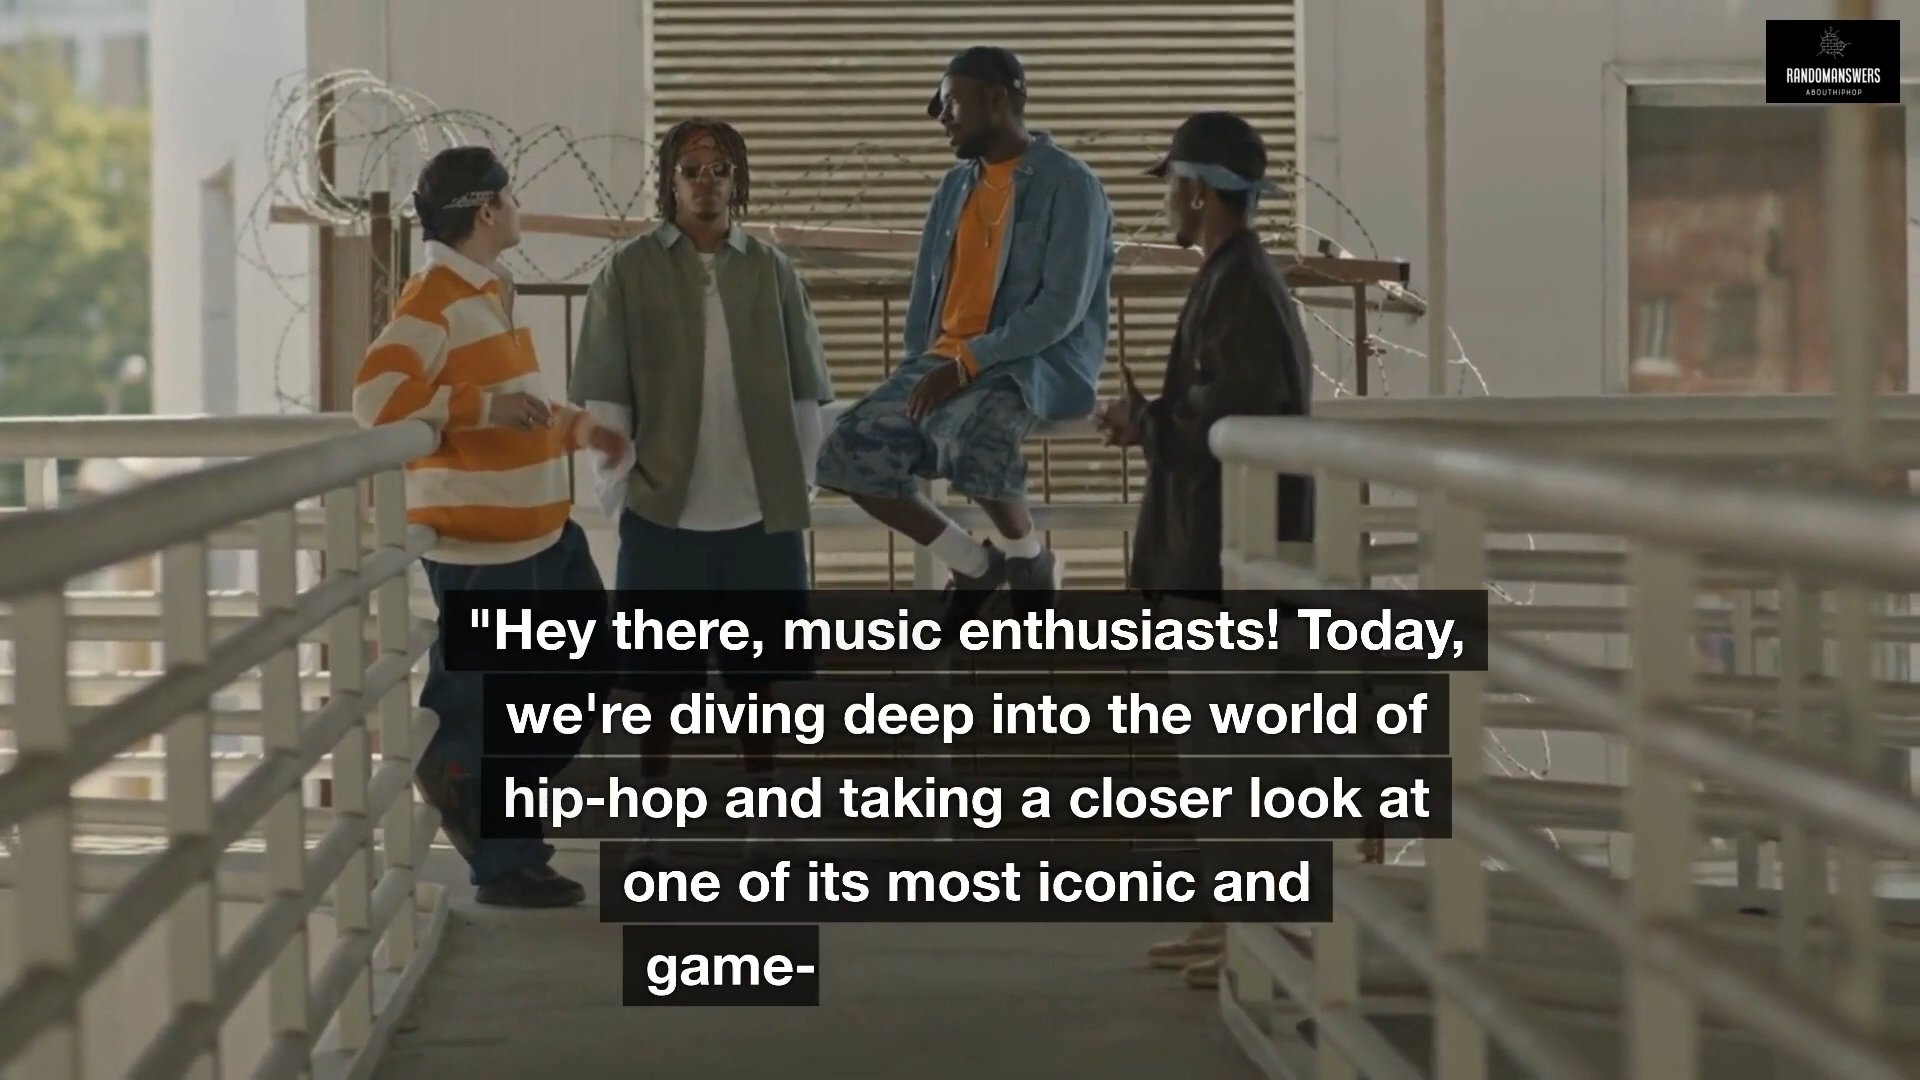 RANDOMANSWERS
ABOUTHIPHOP
"Hey there, music enthusiasts! Today,
we're diving deep into the world of
hip-hop and taking a closer look at
one of its most iconic and
game-